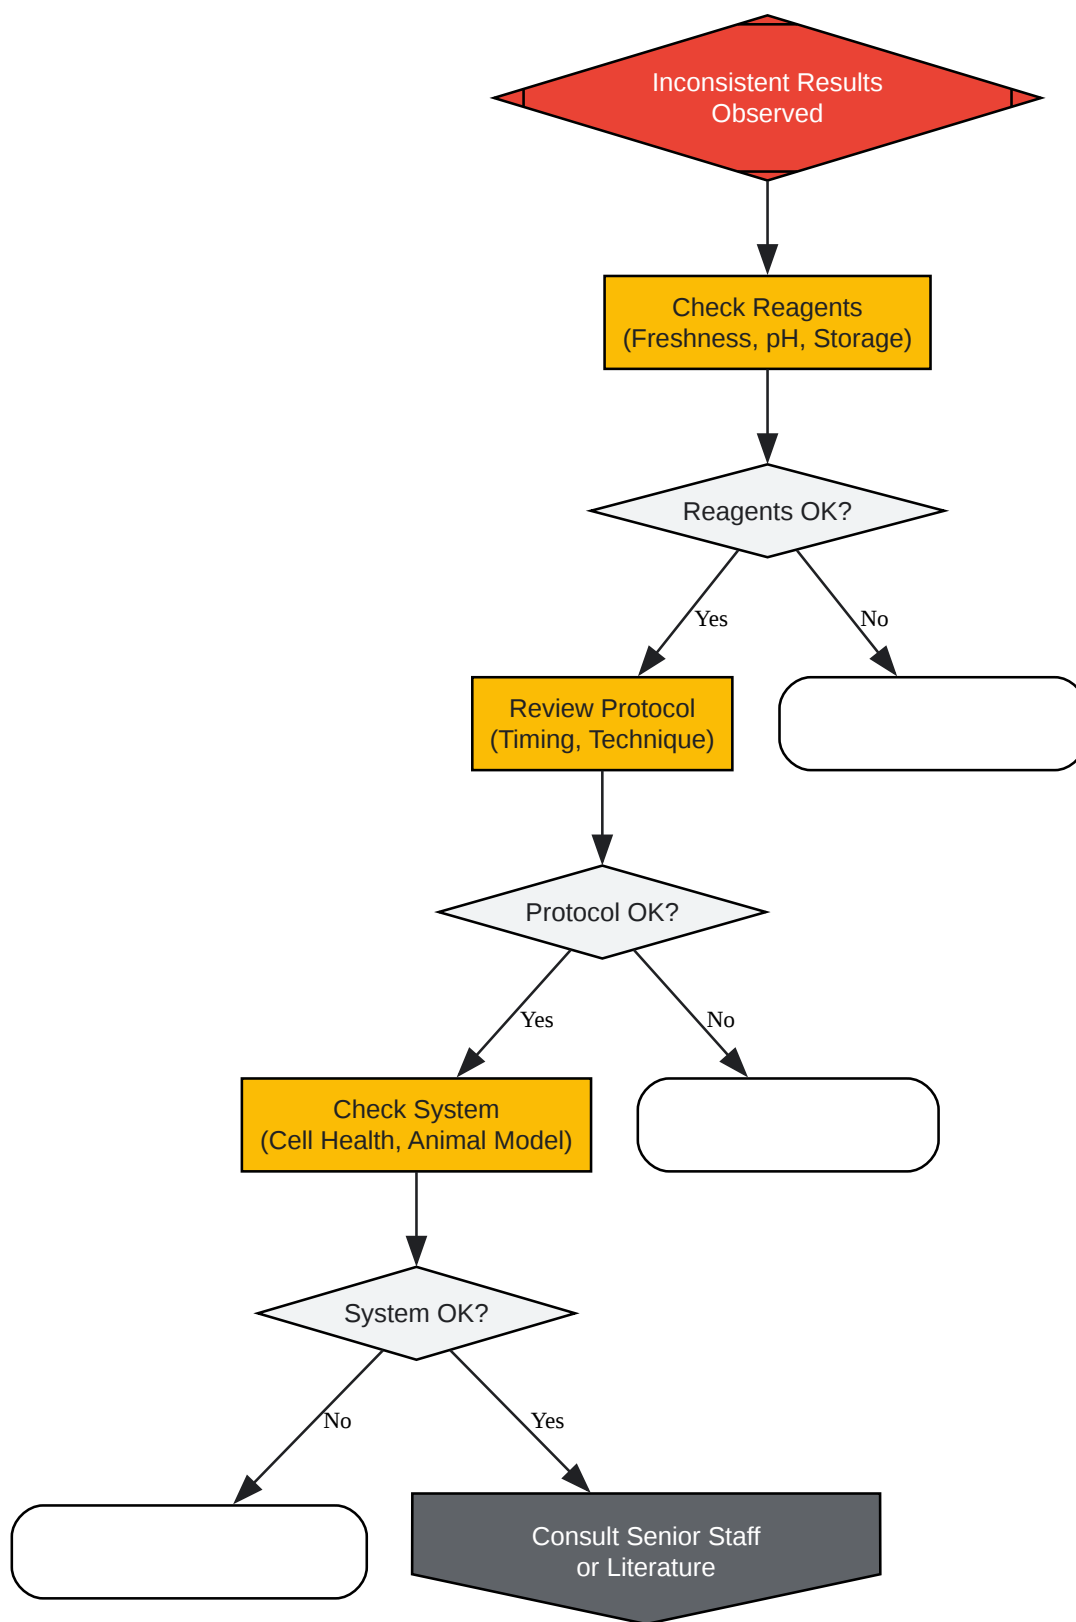 Inconsistent Results
Observed
Check Reagents
(Freshness, pH, Storage)
Reagents OK?
Yes
No
Review Protocol
(Timing, Technique)
Protocol OK?
Yes
No
Check System
(Cell Health, Animal Model)
System OK?
No
Yes
Consult Senior Staff
or Literature